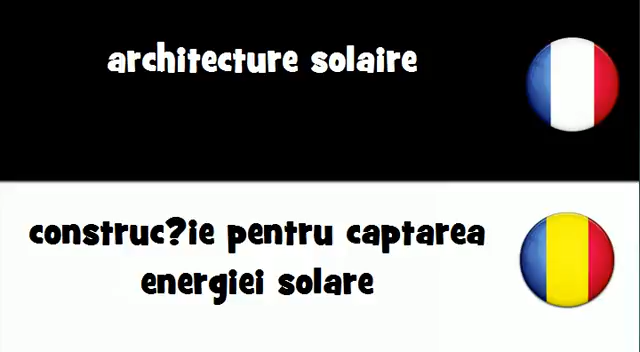 architecture solaire
construc?ie pentru captarea
energiei solare